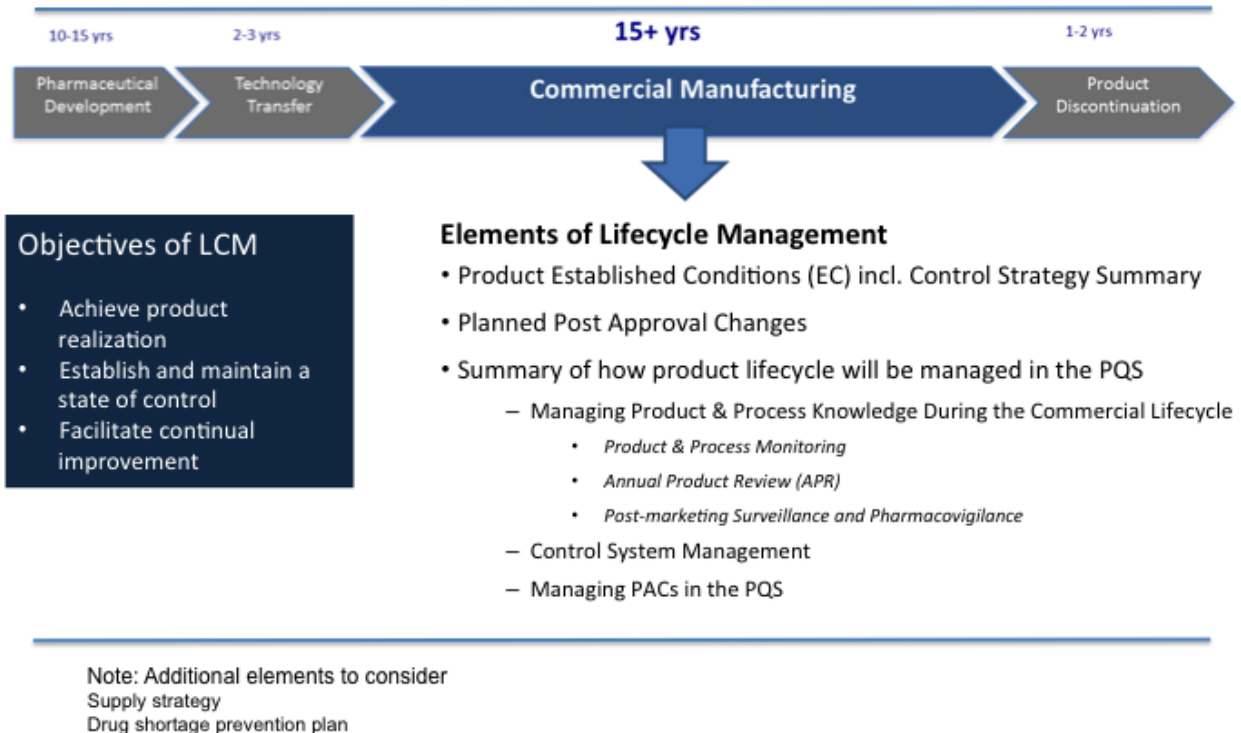 10-15 yrs
2-3 yrs
15+ yrs
1-2 yrs
Pharmaceutical
Development
Technology
Transfer
Commercial Manufacturing
Product
Discontinuation
Objectives of LCM
• Achieve product
realization
• Establish and maintain a
state of control
• Facilitate continual
improvement
Elements of Lifecycle Management
• Product Established Conditions (EC) incl. Control Strategy Summary
• Planned Post Approval Changes
• Summary of how product lifecycle will be managed in the PQS
– Managing Product & Process Knowledge During the Commercial Lifecycle
• Product & Process Monitoring
• Annual Product Review (APR)
• Post-marketing Surveillance and Pharmacovigilance
– Control System Management
– Managing PACs in the PQS
Note: Additional elements to consider
Supply strategy
Drug shortage prevention plan